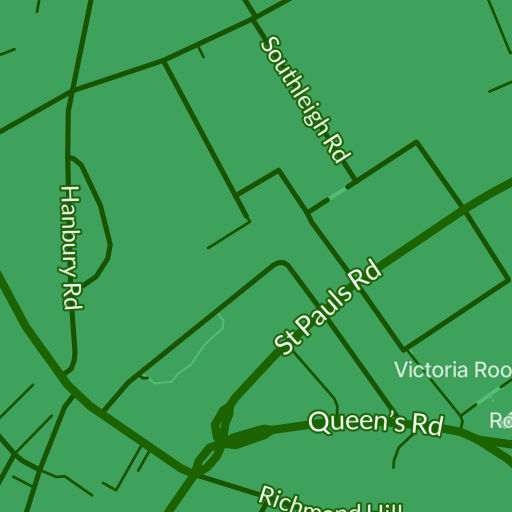 Southleigh Rd
Hanbury Rd
St Pauls Rd
Victoria Roo
Queen's Rd
Richmond Hill